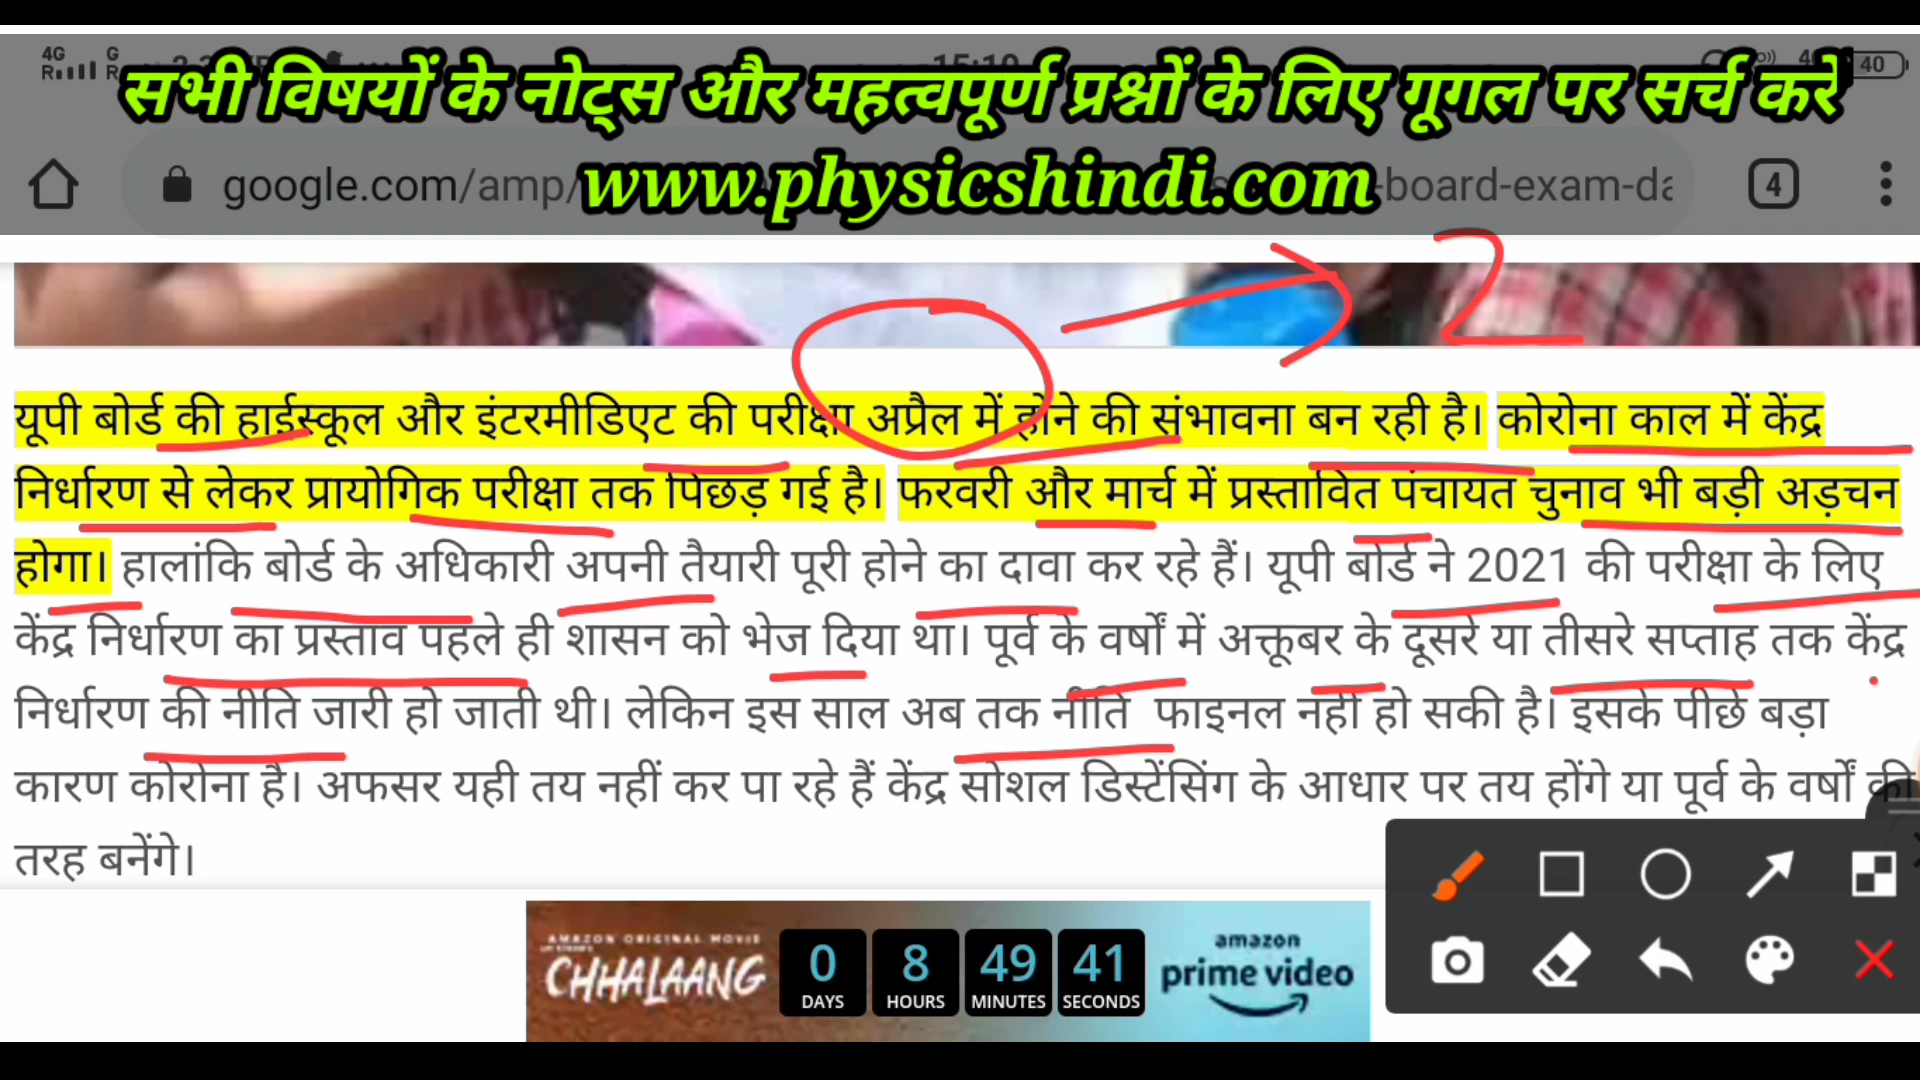 सभी विषयों के नोट्स और महत्वपूर्ण प्रश्नों के लिए गूगल पर सर्च करे
www.physicshindi.com
4G
R
G
R
40
google.com/amp/
-board-exam-da
4
2
यूपी बोर्ड की हाईस्कूल और इंटरमीडिएट की परीक्षा अप्रैल में होने की संभावना बन रही है। कोरोना काल में केंद्र
निर्धारण से लेकर प्रायोगिक परीक्षा तक पिछड़ गई है। फरवरी और मार्च में प्रस्तावित पंचायत चुनाव भी बड़ी अड़चन
होगा। हालांकि बोर्ड के अधिकारी अपनी तैयारी पूरी होने का दावा कर रहे हैं। यूपी बोर्ड ने 2021 की परीक्षा के लिए
केंद्र निर्धारण का प्रस्ताव पहले ही शासन को भेज दिया था। पूर्व के वर्षों में अक्तूबर के दूसरे या तीसरे सप्ताह तक केंद्र
निर्धारण की नीति जारी हो जाती थी। लेकिन इस साल अब तक नीति फाइनल नहीं हो सकी है। इसके पीछे बड़ा
कारण कोरोना है। अफसर यही तय नहीं कर पा रहे हैं केंद्र सोशल डिस्टेंसिंग के आधार पर तय होंगे या पूर्व के वर्षों की
तरह बनेंगे।
AMAZON ORIGINAL MOVIE
CHHALAANG
0 8 49 41
DAYS HOURS MINUTES SECONDS
amazon
prime video